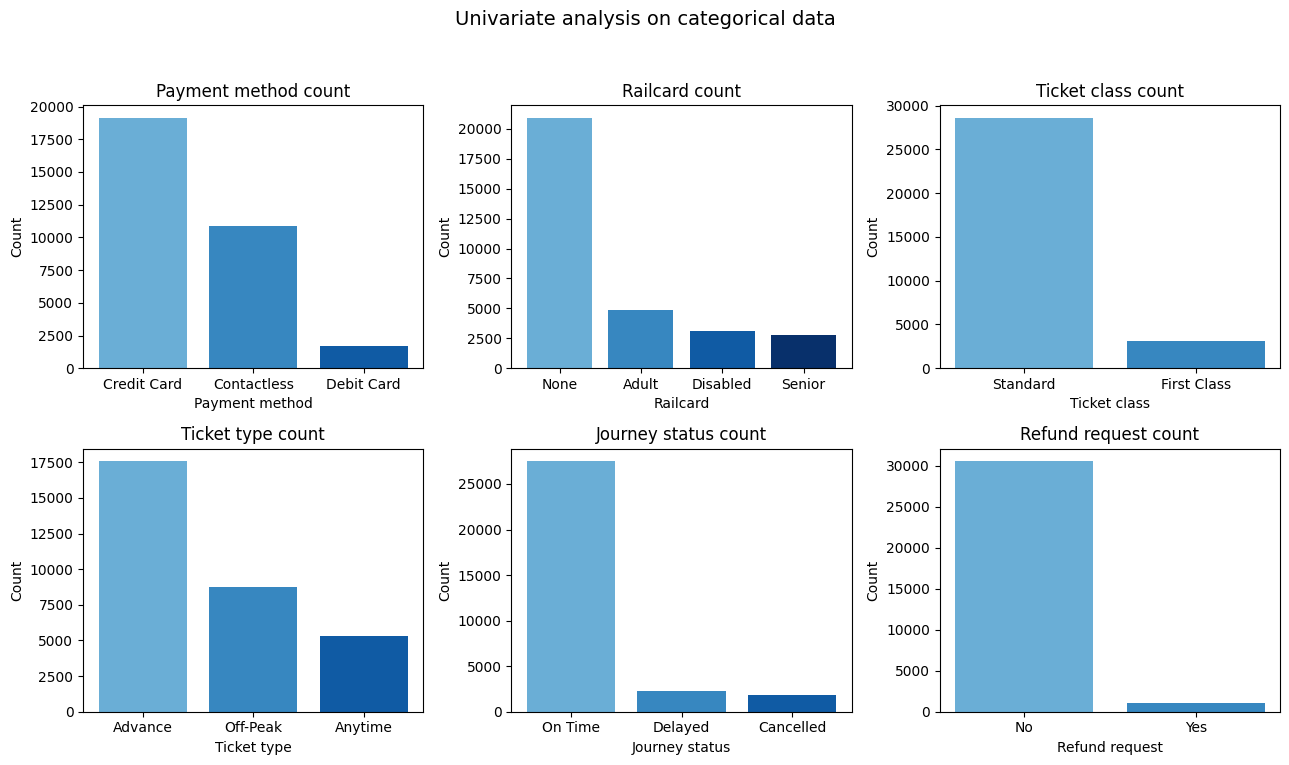 Univariate analysis on categorical data
Payment method count
20000
17500
15000
12500
10000
7500
5000
2500
0
Count
Credit Card Contactless Debit Card
Payment method
Railcard count
20000
17500
15000
12500
10000
7500
5000
2500
0
Count
None Adult Disabled Senior
Railcard
Ticket class count
30000
25000
20000
15000
10000
5000
0
Count
Standard First Class
Ticket class
Ticket type count
17500
15000
12500
10000
7500
5000
2500
0
Count
Advance Off-Peak Anytime
Ticket type
Journey status count
25000
20000
15000
10000
5000
0
Count
On Time Delayed Cancelled
Journey status
Refund request count
30000
25000
20000
15000
10000
5000
0
Count
No Yes
Refund request